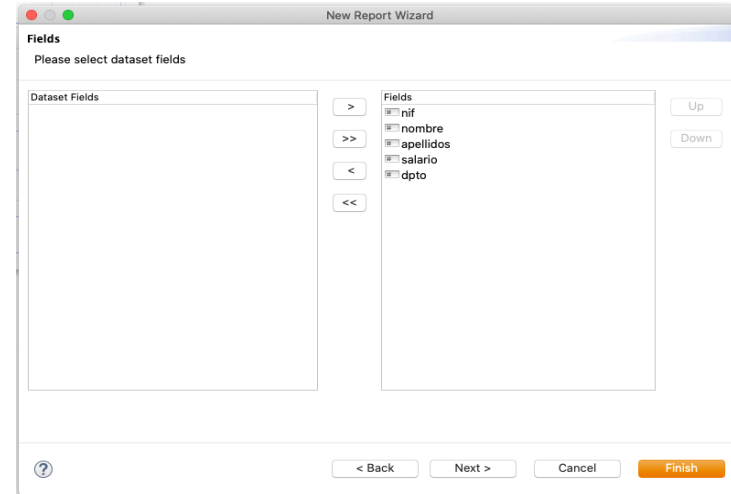 New Report Wizard
Fields
Please select dataset fields
Dataset Fields
>
>>
<
<<
Fields
nif
nombre
apellidos
salario
dpto
Up
Down
?
< Back
Next >
Cancel
Finish